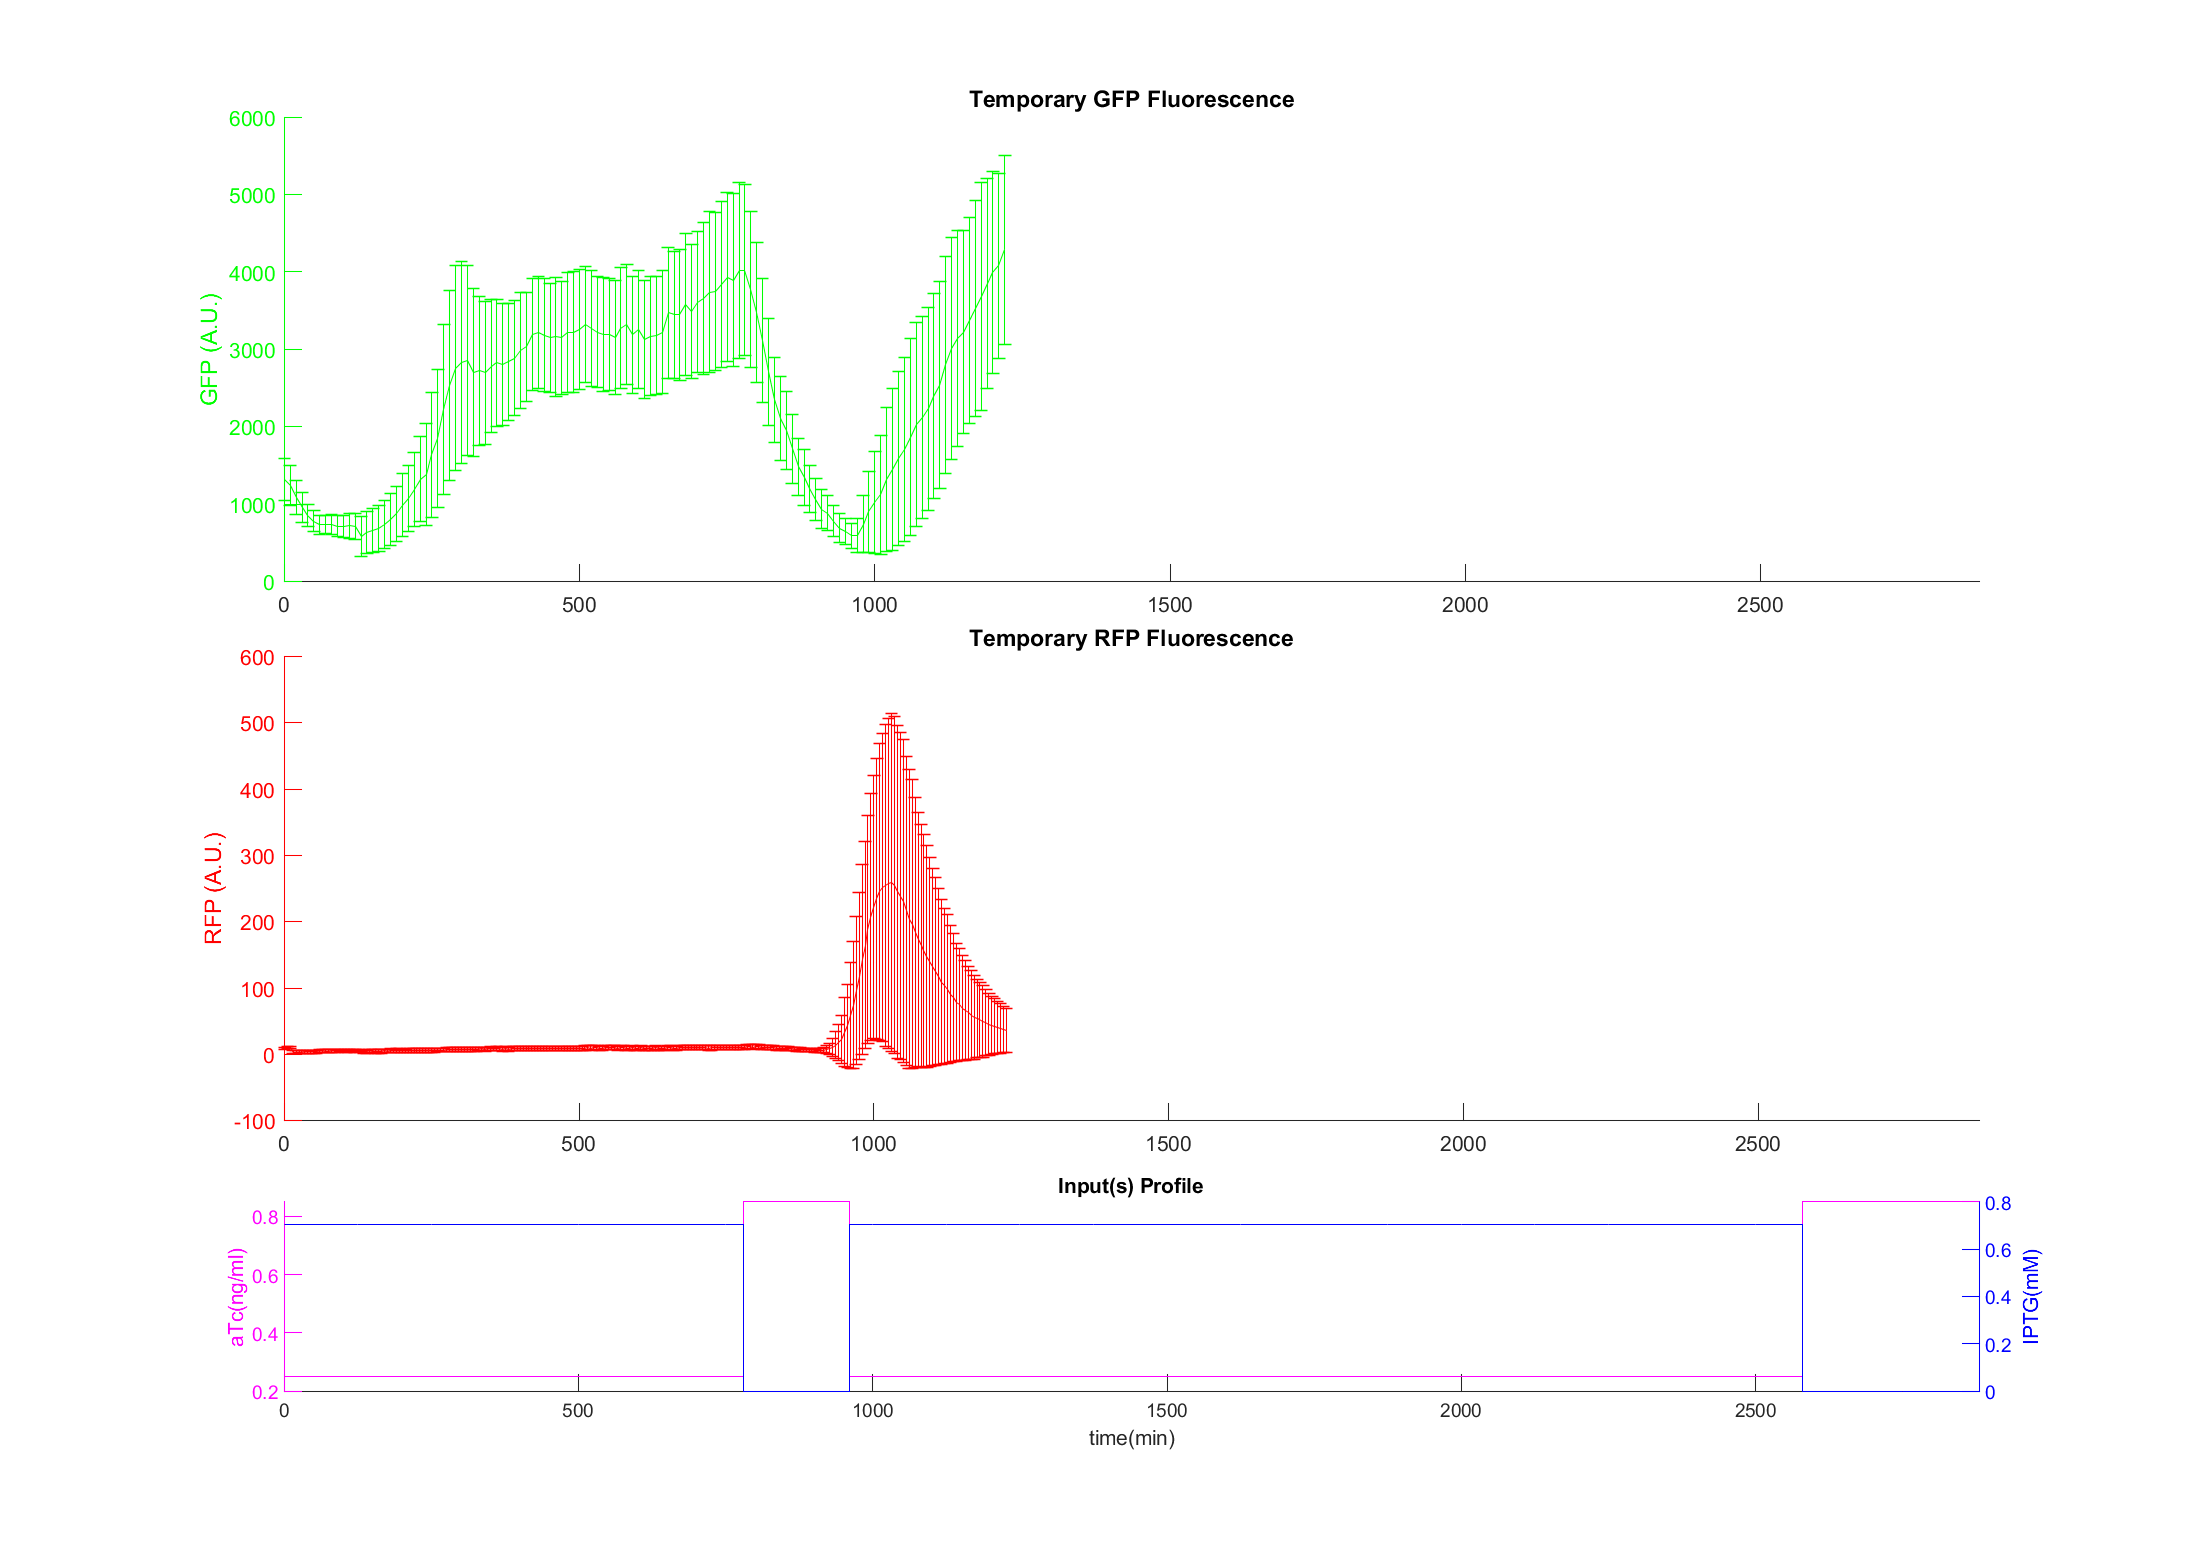 Temporary GFP Fluorescence
6000
5000
4000
3000
2000
1000
0
GFP (A.U.)
0 500 1000 1500 2000 2500
Temporary RFP Fluorescence
600
500
400
300
200
100
0
-100
RFP (A.U.)
0 500 1000 1500 2000 2500
Input(s) Profile
0.8
0.6
0.4
0.2
aTc(ng/ml)
0.8
0.6
0.4
0.2
0
IPTG(mM)
0 500 1000 1500 2000 2500
time(min)